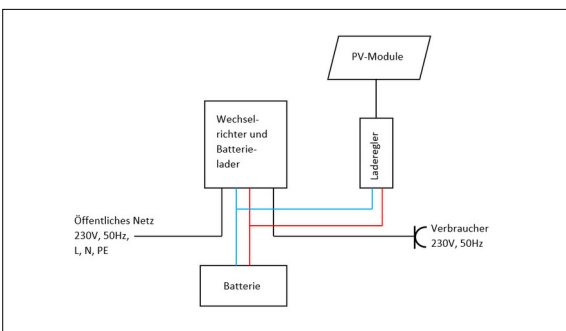 PV-Module
Wechsel-
richter und
Batterie-
lader
Laderegler
Öffentliches Netz
230V, 50Hz,
L, N, PE
Verbraucher
230V, 50Hz
Batterie